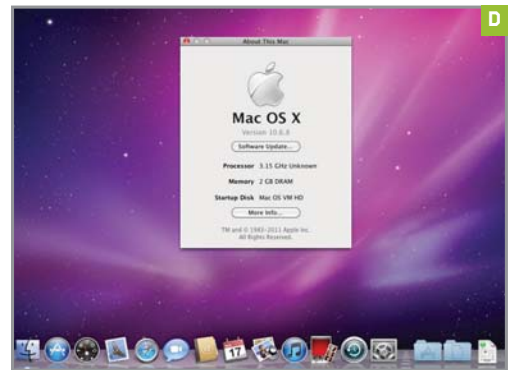 D
About This Mac
Mac OS X
Version 10.6.8
Software Update...
Processor 3.15 GHz Unknown
Memory 2 GB DRAM
Startup Disk Mac OS VM HD
More Info...
TM and © 1983-2011 Apple Inc.
All Rights Reserved.
17